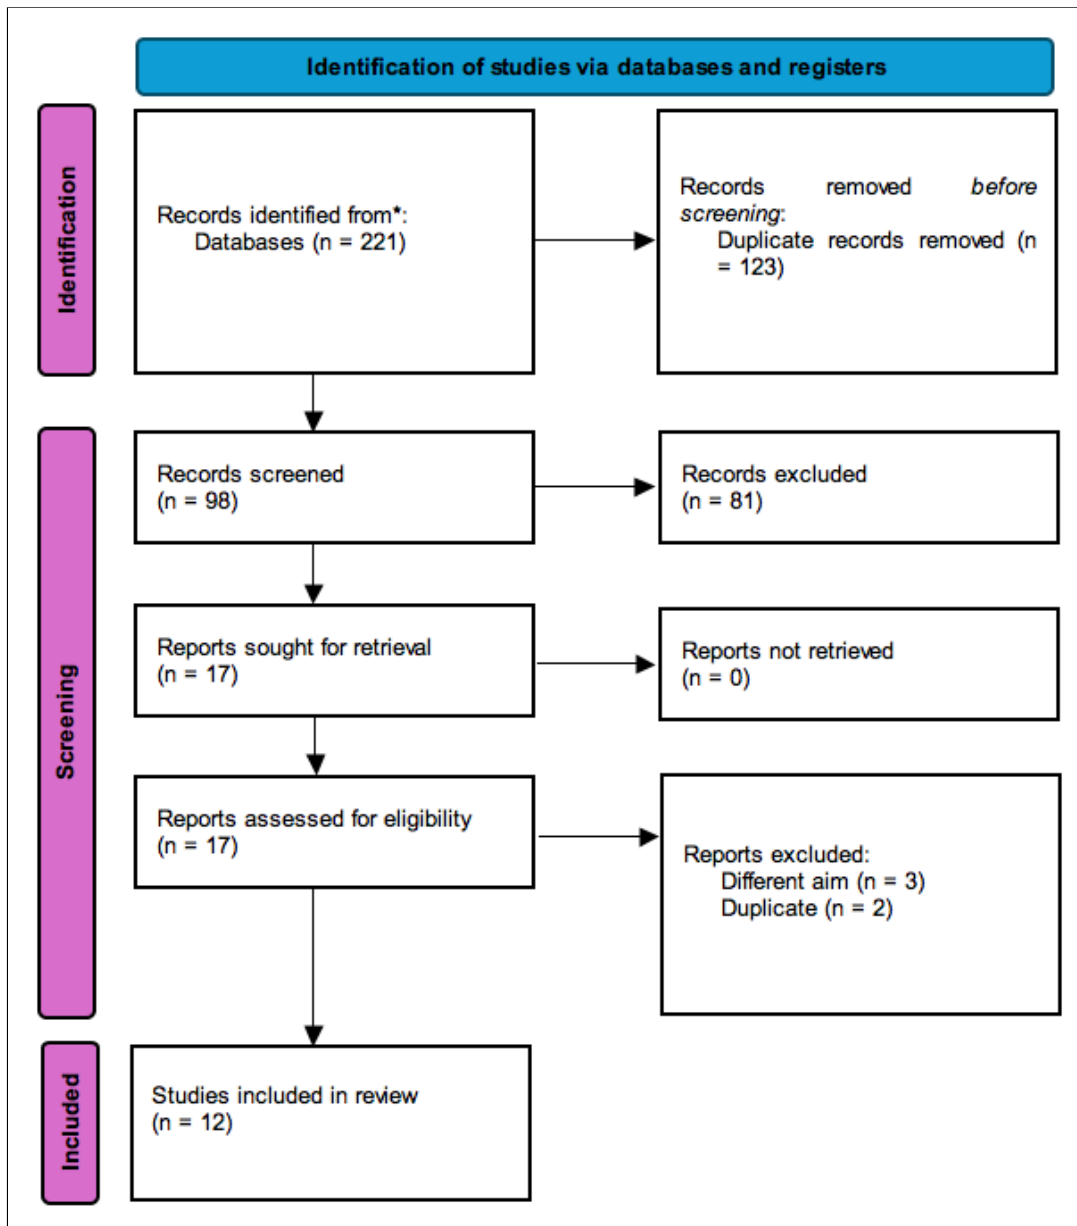 Identification of studies via databases and registers
Identification
Records identified from*:
Databases (n = 221)
Records removed before
screening:
Duplicate records removed (n
= 123)
Screening
Records screened
(n = 98)
Records excluded
(n = 81)
Reports sought for retrieval
(n = 17)
Reports not retrieved
(n = 0)
Reports assessed for eligibility
(n = 17)
Reports excluded:
Different aim (n = 3)
Duplicate (n = 2)
Included
Studies included in review
(n = 12)